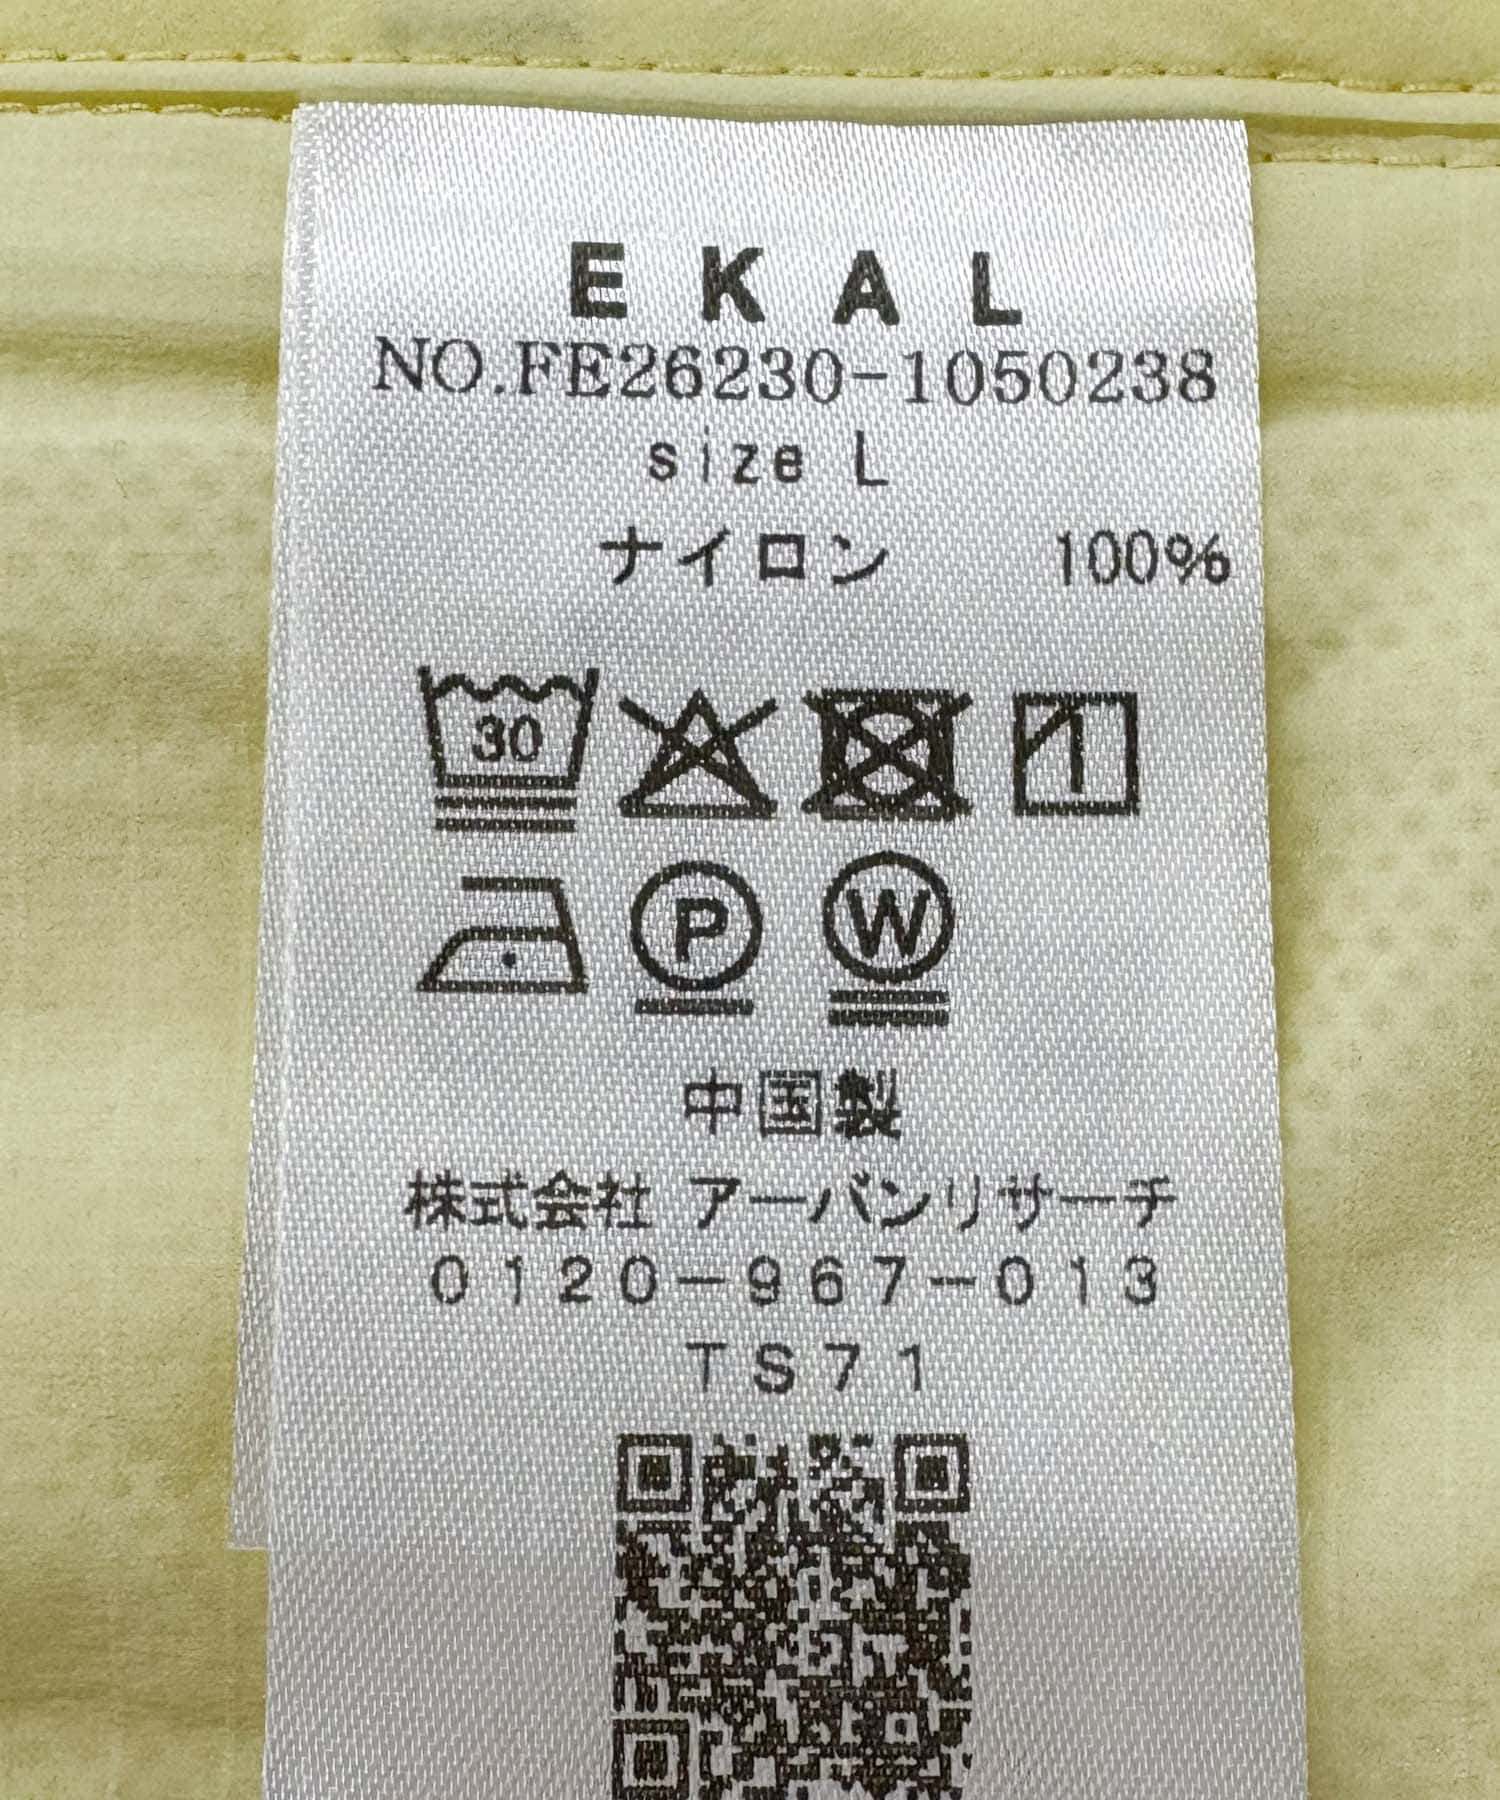 EKAL
NO.FE26230-1050238
size L
ナイロン 100%
30
P W
中国製
株式会社 アーバンリサーチ
0120-967-013
TS71